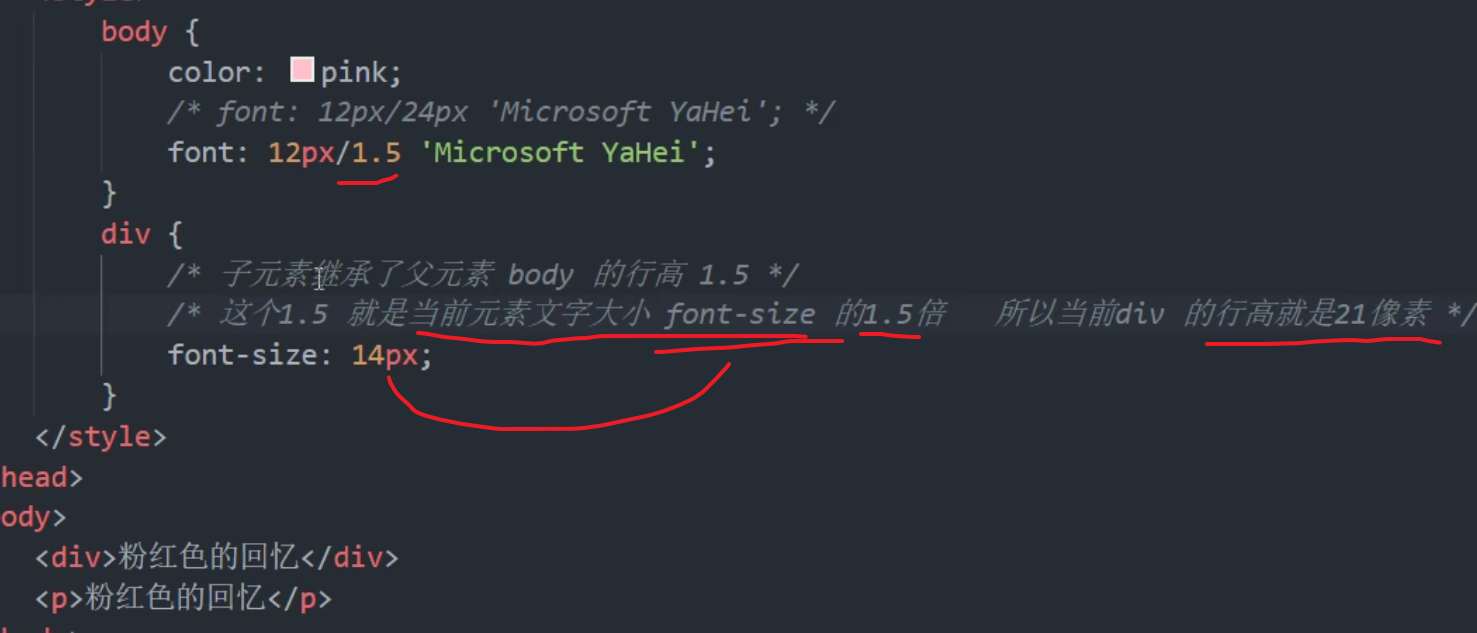 body {
color: pink;
/* font: 12px/24px 'Microsoft YaHei'; */
font: 12px/1.5 'Microsoft YaHei';
}
div {
/* 子元素继承了父元素 body 的行高 1.5 */
/* 这个1.5 就是当前元素文字大小 font-size 的1.5倍 所以当前div 的行高就是21像素 */
font-size: 14px;
}
</style>
head>
ody>
<div>粉红色的回忆</div>
<p>粉红色的回忆</p>